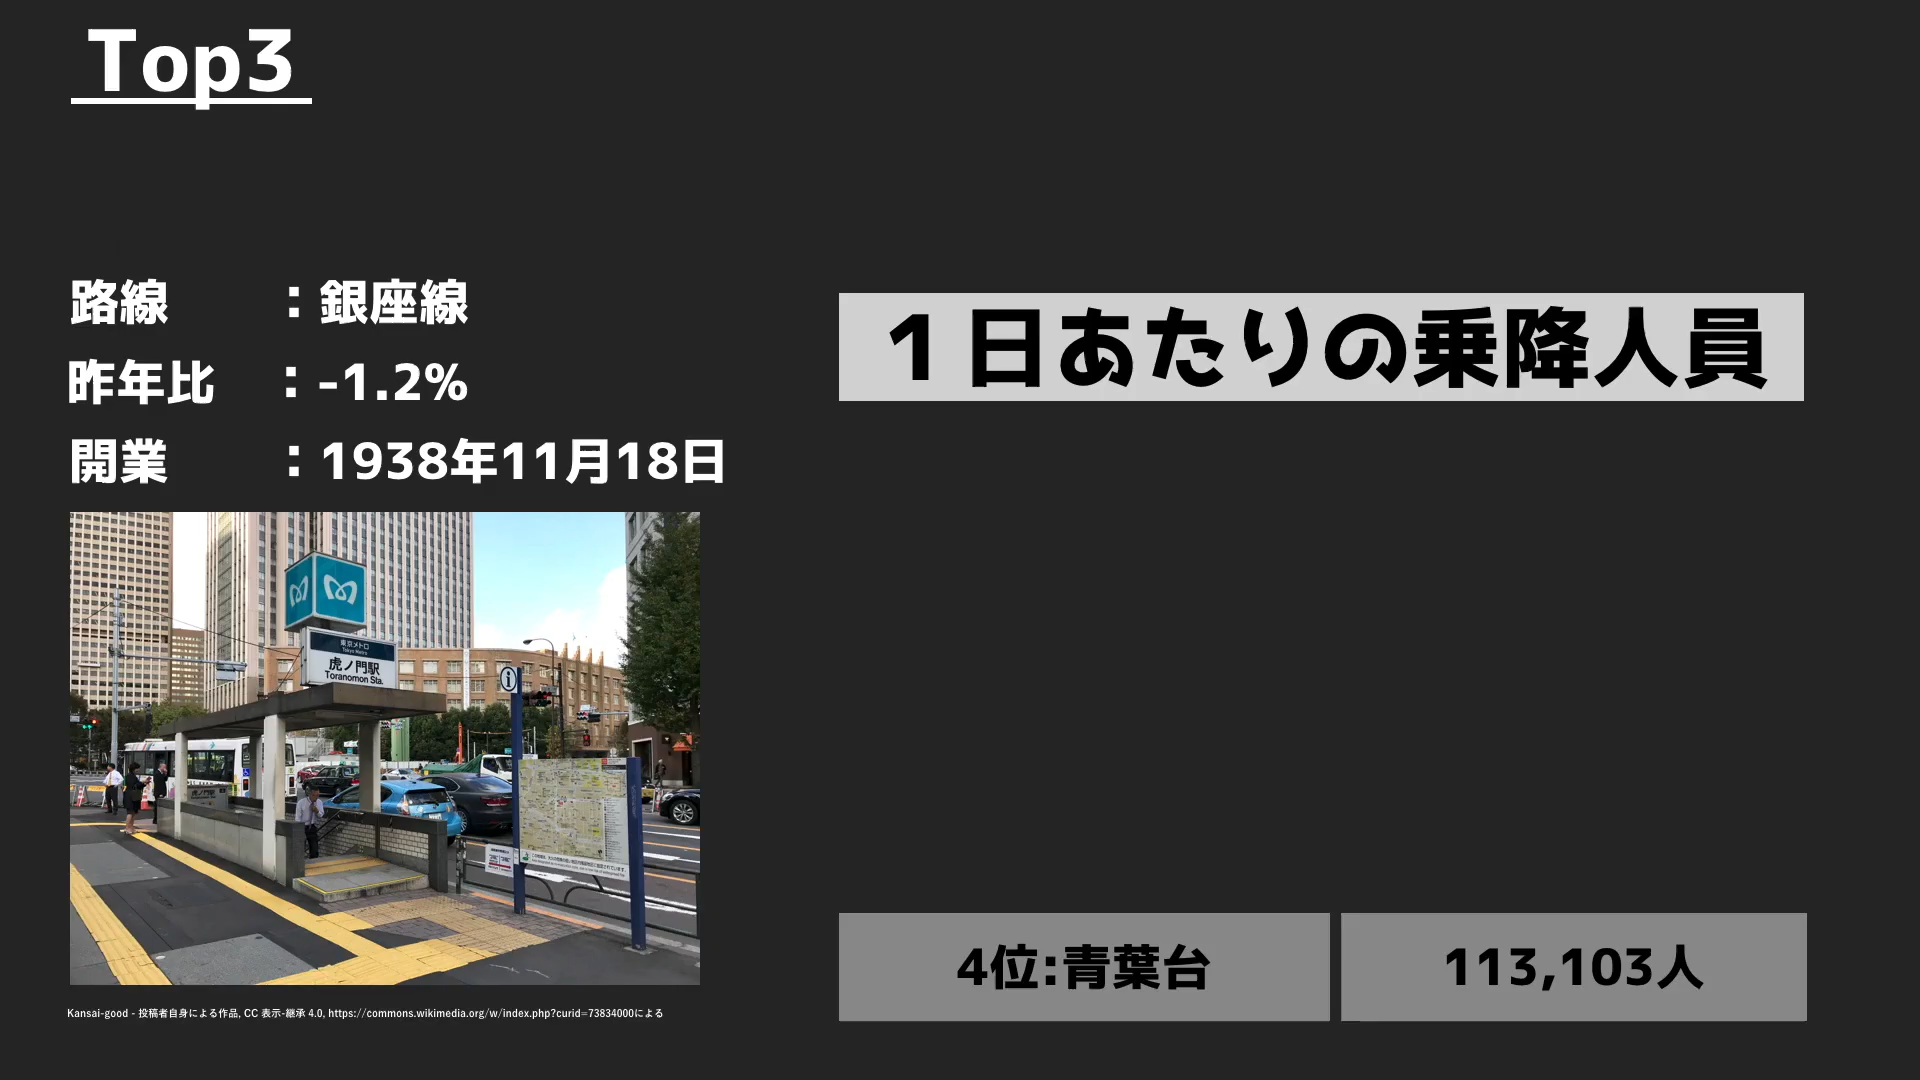 Top3
路線 ：銀座線
昨年比 ：-1.2%
開業 ：1938年11月18日
１日あたりの乗降人員
東京メトロ
Tokyo Metro
虎ノ門駅
Toranomon Sta.
i
4位:青葉台
113,103人
Kansai-good - 投稿者自身による作品, CC 表示-継承 4.0, https://commons.wikimedia.org/w/index.php?curid=73834000による